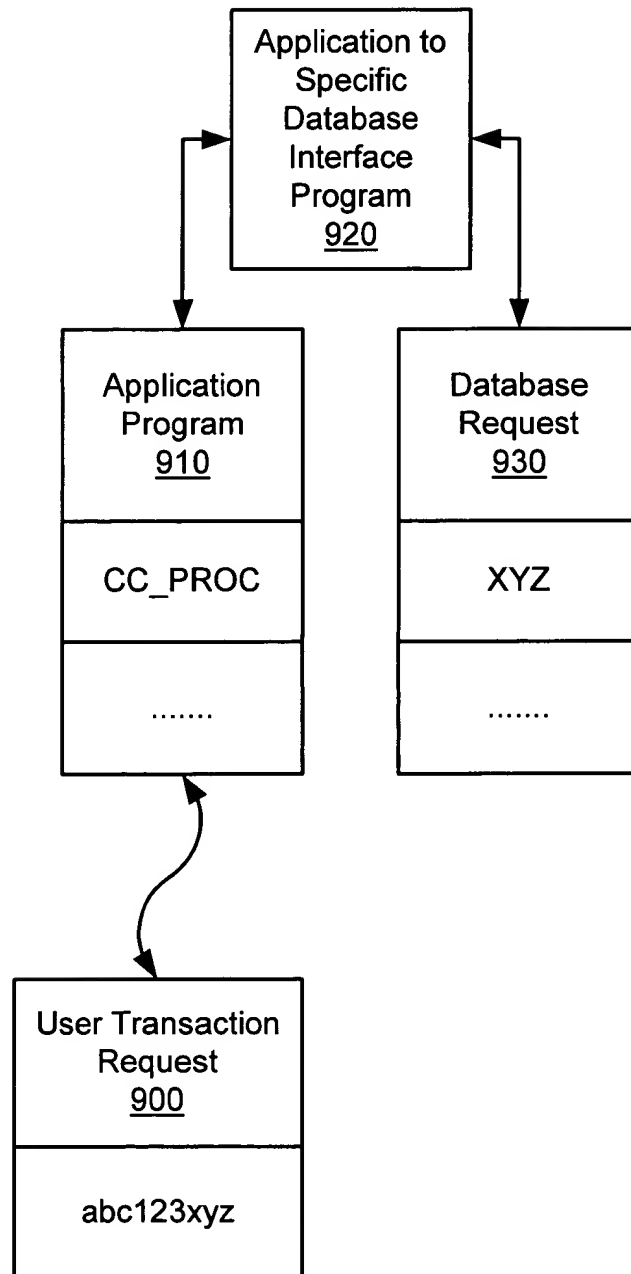 Application to
Specific
Database
Interface
Program
920
Application
Program
910
CC_PROC
.......
Database
Request
930
XYZ
.......
User Transaction
Request
900
abc123xyz